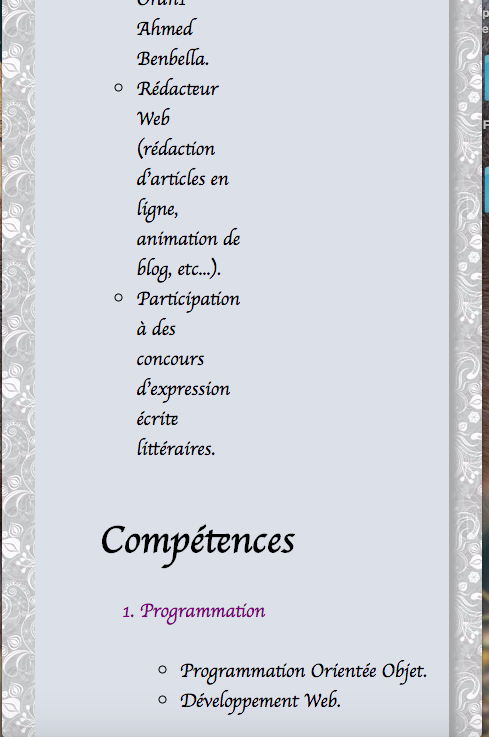 Oran1
Ahmed
Benbella.
Rédacteur
Web
(rédaction
d'articles en
ligne,
animation de
blog, etc...).
Participation
à des
concours
d'expression
écrite
littéraires.
Compétences
1. Programmation
Programmation Orientée Objet.
Développement Web.